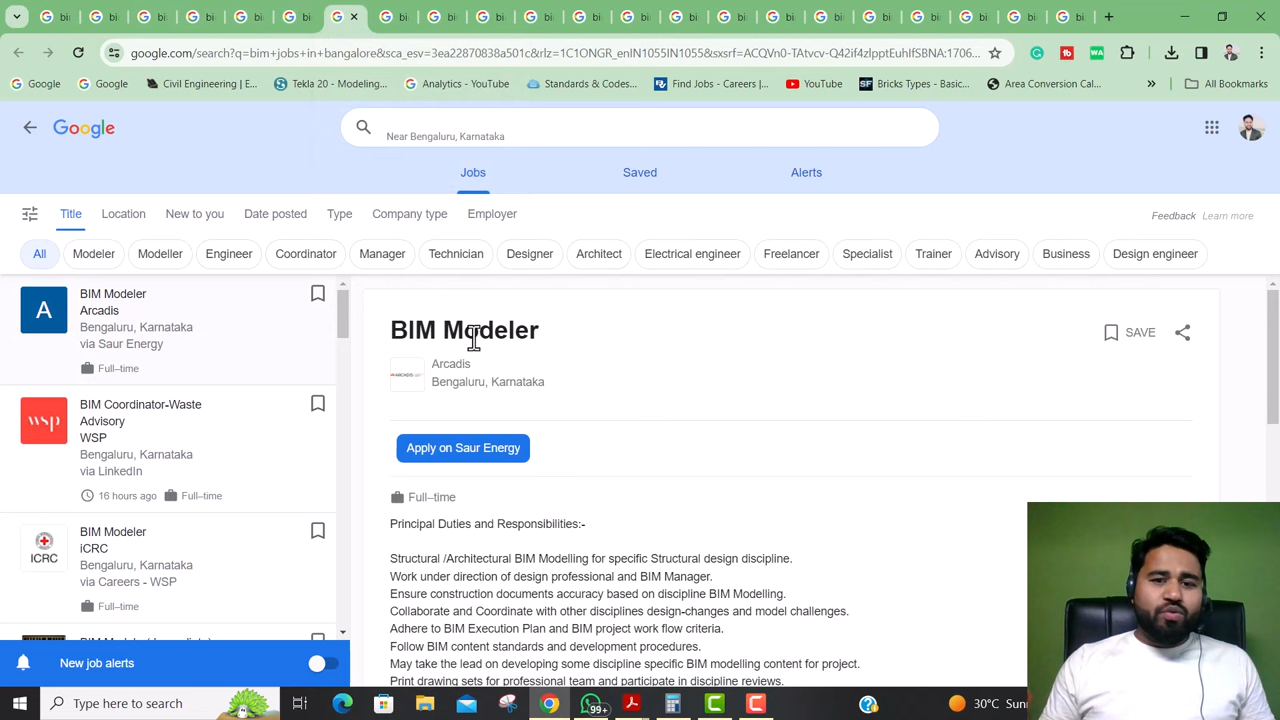 bi
google.com/search?q=bim+jobs+in+bangalore&sca_esv=3ea22870838a501c&rlz=1C1ONGR_enIN1055IN1055&sxsrf=
Google
Google
Civil Engineering | E...
Tekla 20 - Modeling...
Analytics - YouTube
Standards & Codes...
Find Jobs - Careers |...
YouTube
Bricks Types - Basic...
Area Conversion Cal...
All Bookmarks
Google
Near Bengaluru, Karnataka
Jobs
Saved
Alerts
Title
Location
New to you
Date posted
Type
Company type
Employer
Feedback
Learn more
All
Modeler
Modeller
Engineer
Coordinator
Manager
Technician
Designer
Architect
Electrical engineer
Freelancer
Specialist
Trainer
Advisory
Business
Design engineer
A
BIM Modeler
Arcadis
Bengaluru, Karnataka
via Saur Energy
Full–time
wsp
BIM Coordinator-Waste
Advisory
WSP
Bengaluru, Karnataka
via LinkedIn
16 hours ago
Full–time
ICRC
BIM Modeler
iCRC
Bengaluru, Karnataka
via Careers - WSP
Full–time
New job alerts
BIM Modeler
SAVE
ARCADIS
Arcadis
Bengaluru, Karnataka
Apply on Saur Energy
Full–time
Principal Duties and Responsibilities:-
Structural /Architectural BIM Modelling for specific Structural design discipline.
Work under direction of design professional and BIM Manager.
Ensure construction documents accuracy based on discipline BIM Modelling.
Collaborate and Coordinate with other disciplines design-changes and model challenges.
Adhere to BIM Execution Plan and BIM project work flow criteria.
Follow BIM content standards and development procedures.
May take the lead on developing some discipline specific BIM modelling content for project.
Print drawing sets for professional team and participate in discipline reviews.
Type here to search
99+
30°C